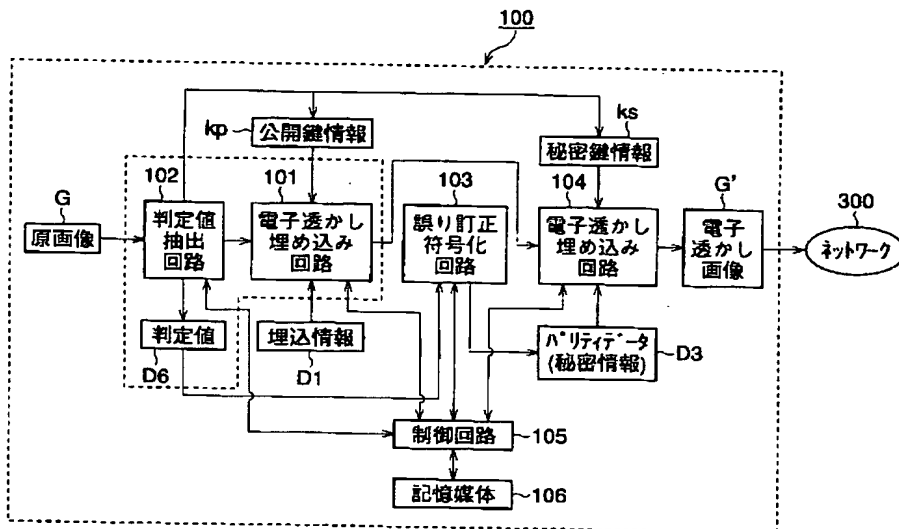 100
kp
公開鍵情報
ks
秘密鍵情報
G
原画像
102
判定値
抽出
回路
101
電子透かし
埋め込み
回路
103
誤り訂正
符号化
回路
104
電子透かし
埋め込み
回路
G'
電子
透かし
画像
300
ネットワーク
判定値
D6
埋込情報
D1
パリティデータ
(秘密情報)
D3
制御回路
105
記憶媒体
106